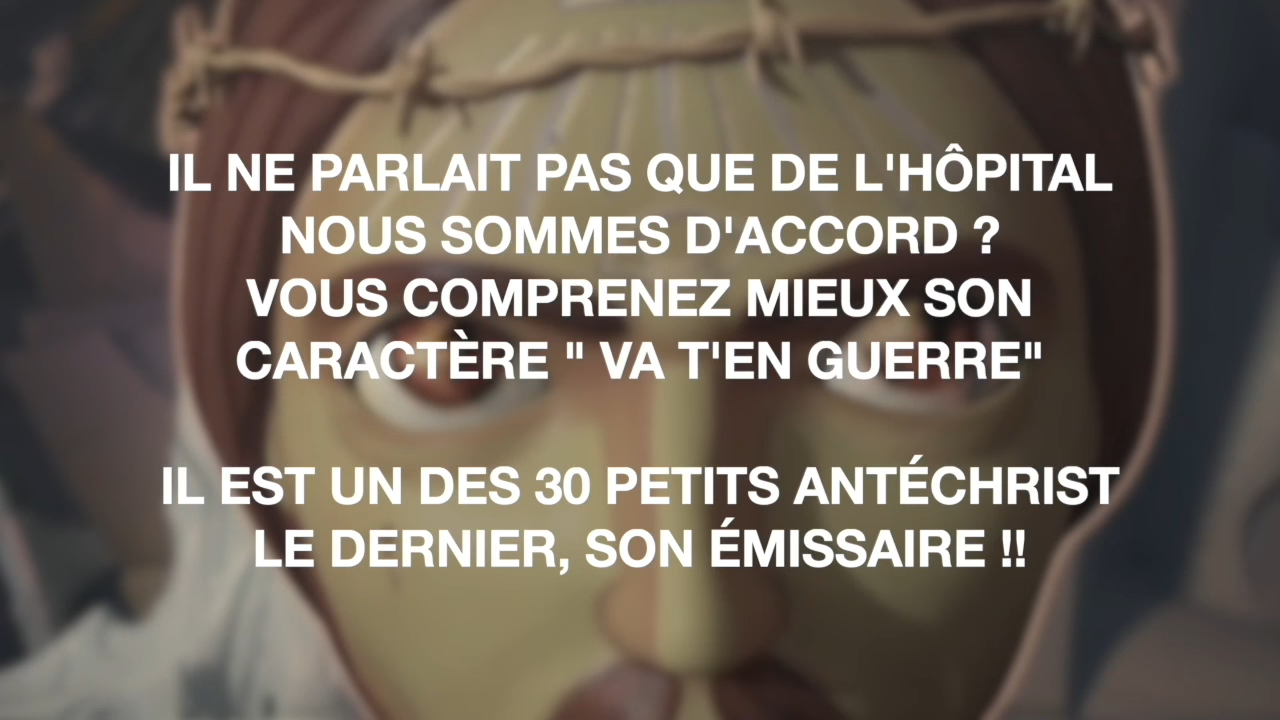 IL NE PARLAIT PAS QUE DE L'HÔPITAL
NOUS SOMMES D'ACCORD ?
VOUS COMPRENEZ MIEUX SON
CARACTÈRE " VA T'EN GUERRE"
IL EST UN DES 30 PETITS ANTÉCHRIST
LE DERNIER, SON ÉMISSAIRE !!